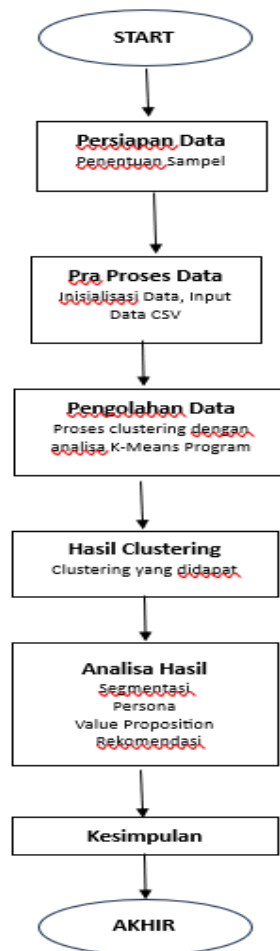 START
Persiapan Data
Penentuan Sampel
Pra Proses Data
Inisialisasi Data, Input
Data CSV
Pengolahan Data
Proses clustering dengan
analisa K-Means Program
Hasil Clustering
Clustering yang didapat
Analisa Hasil
Segmentasi
Persona
Value Proposition
Rekomendasi
Kesimpulan
AKHIR